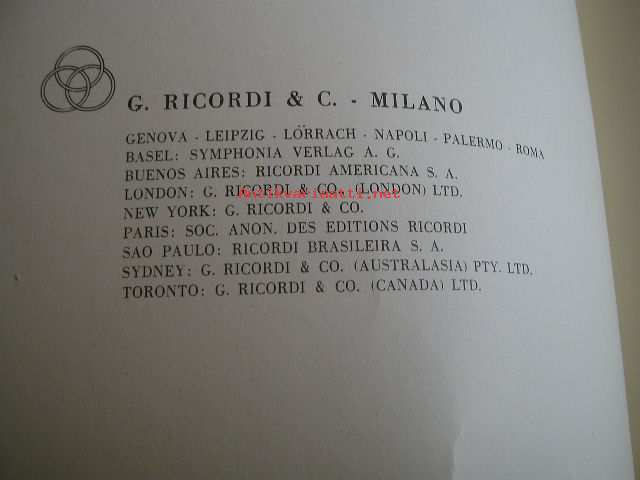 G. RICORDI & C. - MILANO
GENOVA - LEIPZIG - LÖRRACH - NAPOLI - PALERMO - ROMA
BASEL: SYMPHONIA VERLAG A. G.
BUENOS AIRES: RICORDI AMERICANA S. A.
LONDON: G. RICORDI & CO. (LONDON) LTD.
Antikvariaatti.net
NEW YORK: G. RICORDI & CO.
PARIS: SOC. ANON. DES EDITIONS RICORDI
SAO PAULO: RICORDI BRASILEIRA S. A.
SYDNEY: G. RICORDI & CO. (AUSTRALASIA) PTY. LTD.
TORONTO: G. RICORDI & CO. (CANADA) LTD.